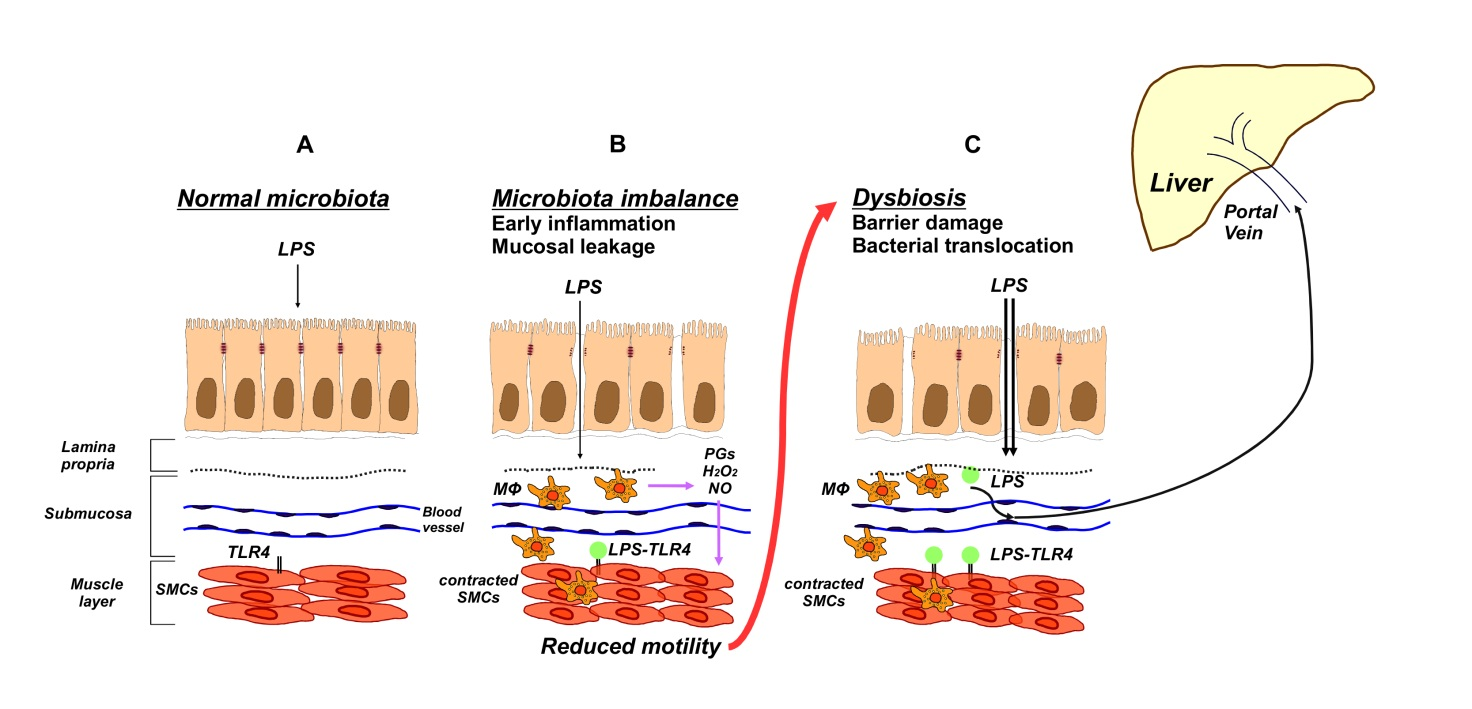 A
Normal microbiota
LPS
Lamina
propria
Submucosa
Blood
vessel
TLR4
Muscle
layer
SMCs
B
Microbiota imbalance
Early inflammation
Mucosal leakage
LPS
PGs
H₂O₂
NO
MΦ
LPS-TLR4
contracted
SMCs
Reduced motility
C
Dysbiosis
Barrier damage
Bacterial translocation
LPS
MΦ
LPS
LPS-TLR4
contracted
SMCs
Liver
Portal
Vein